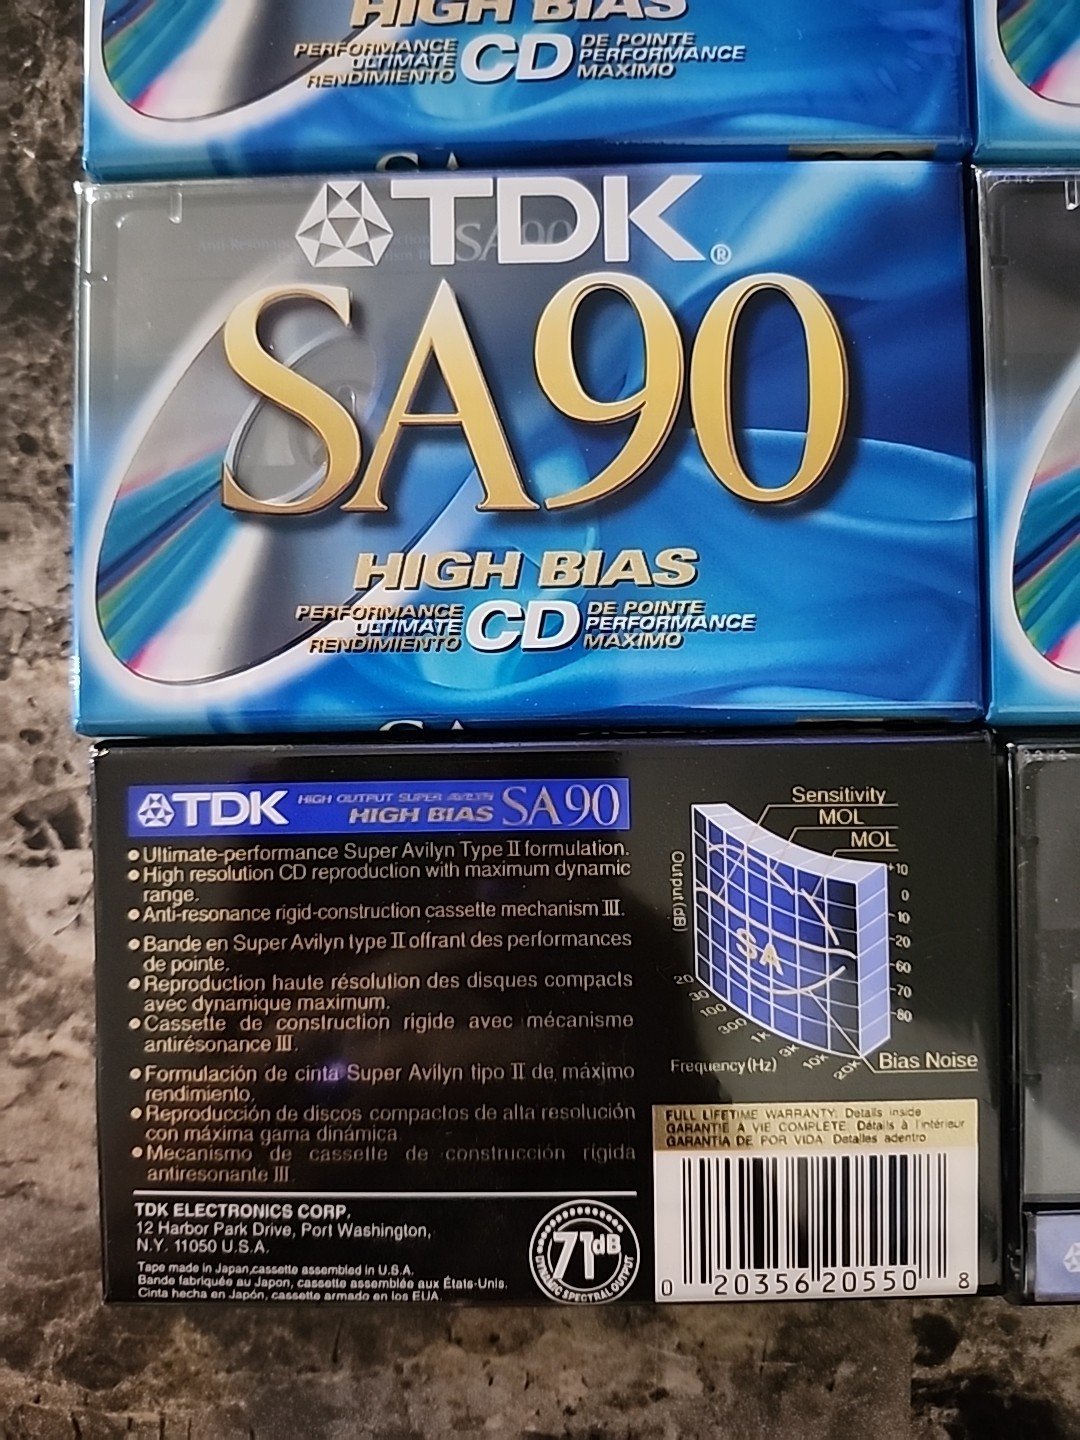 HIGH BIAS
PERFORMANCE ULTIMATE RENDIMIENTO CD DE POINTE PERFORMANCE MAXIMO
SA
TDK®
SA90
SA90
HIGH BIAS
PERFORMANCE ULTIMATE RENDIMIENTO CD DE POINTE PERFORMANCE MAXIMO
SA
TDK HIGH OUTPUT SUPER AVILYN HIGH BIAS SA90
• Ultimate-performance Super Avilyn Type II formulation.
• High resolution CD reproduction with maximum dynamic
range.
• Anti-resonance rigid-construction cassette mechanism III.
• Bande en Super Avilyn type II offrant des performances
de pointe.
• Reproduction haute résolution des disques compacts
avec dynamique maximum.
• Cassette de construction rigide avec mécanisme
antirésonance III.
• Formulación de cinta Super Avilyn tipo II de máximo
rendimiento.
• Reproducción de discos compactos de alta resolución
con máxima gama dinámica.
• Mecanismo de cassette de construcción rígida
antiresonante III.
TDK ELECTRONICS CORP.
12 Harbor Park Drive, Port Washington,
N.Y. 11050 U.S.A.
Tape made in Japan,cassette assembled in U.S.A.
Bande fabriquée au Japon, cassette assemblée aux États-Unis.
Cinta hecha en Japón, cassette armado en los EUA.
71dB
DYNAMIC SPECTRAL OUTPUT
Sensitivity
MOL
MOL
Output (dB)
+10
0
-10
-20
-60
-70
-80
SA
20
30
100
300
1k
3k
10k
20k
Frequency (Hz)
Bias Noise
FULL LIFETIME WARRANTY: Details inside
GARANTIE A VIE COMPLETE: Détails à l'intérieur
GARANTIA DE POR VIDA: Detalles adentro
0 20356 20550 8